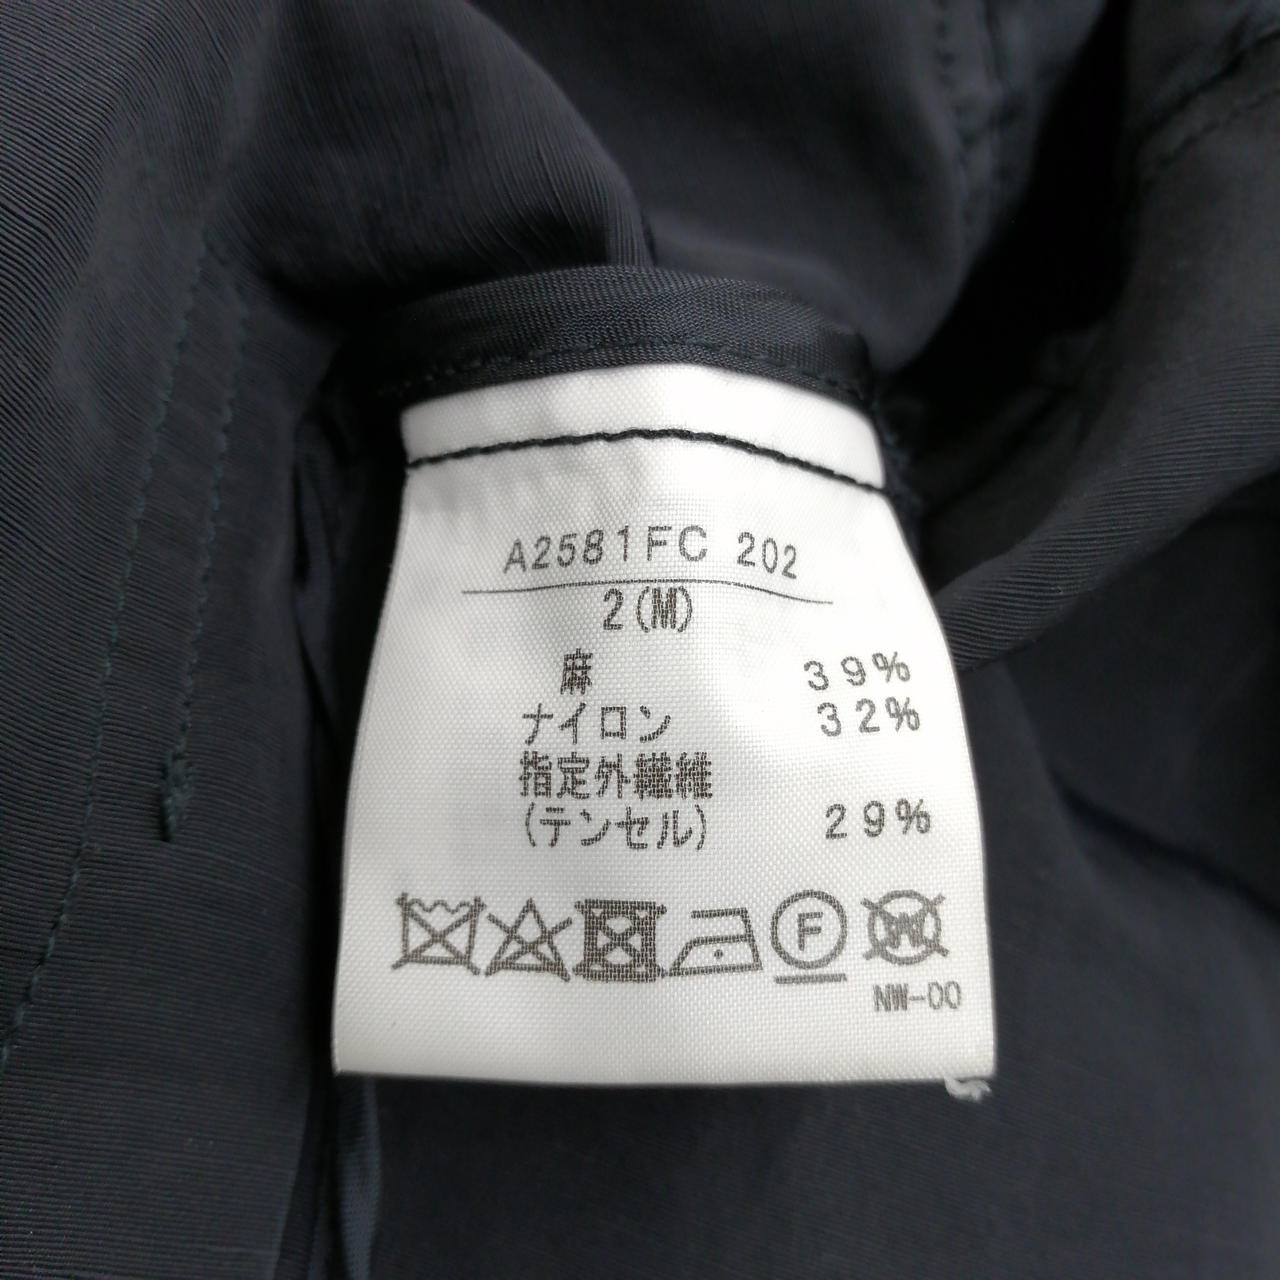 A2581FC 202
2(M)
麻 39%
ナイロン 32%
指定外繊維
(テンセル) 29%
F W
NW-00